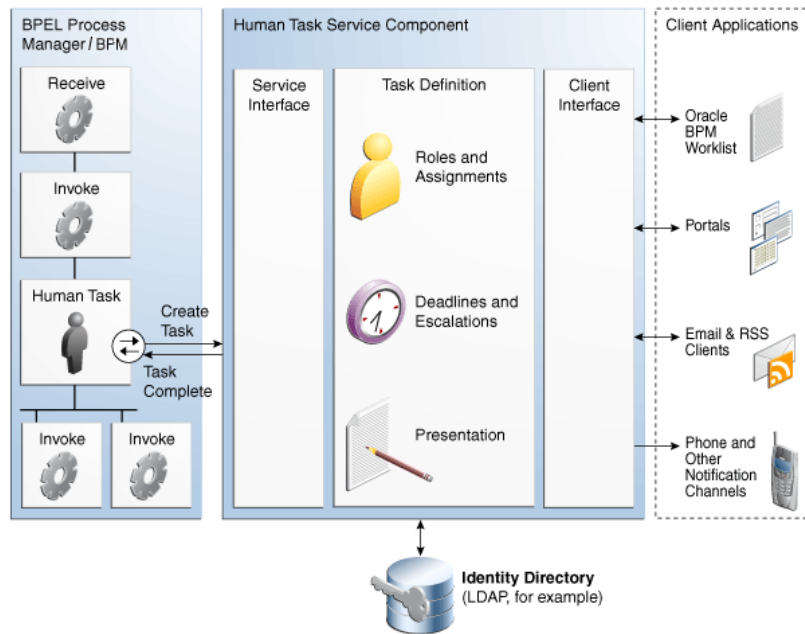 BPEL Process
Manager / BPM
Receive
Invoke
Human Task
Create
Task
Task
Complete
Invoke
Invoke
Human Task Service Component
Service
Interface
Task Definition
Roles and
Assignments
Deadlines and
Escalations
Presentation
Client
Interface
Client Applications
Oracle
BPM
Worklist
Portals
Email & RSS
Clients
Phone and
Other
Notification
Channels
Identity Directory
(LDAP, for example)